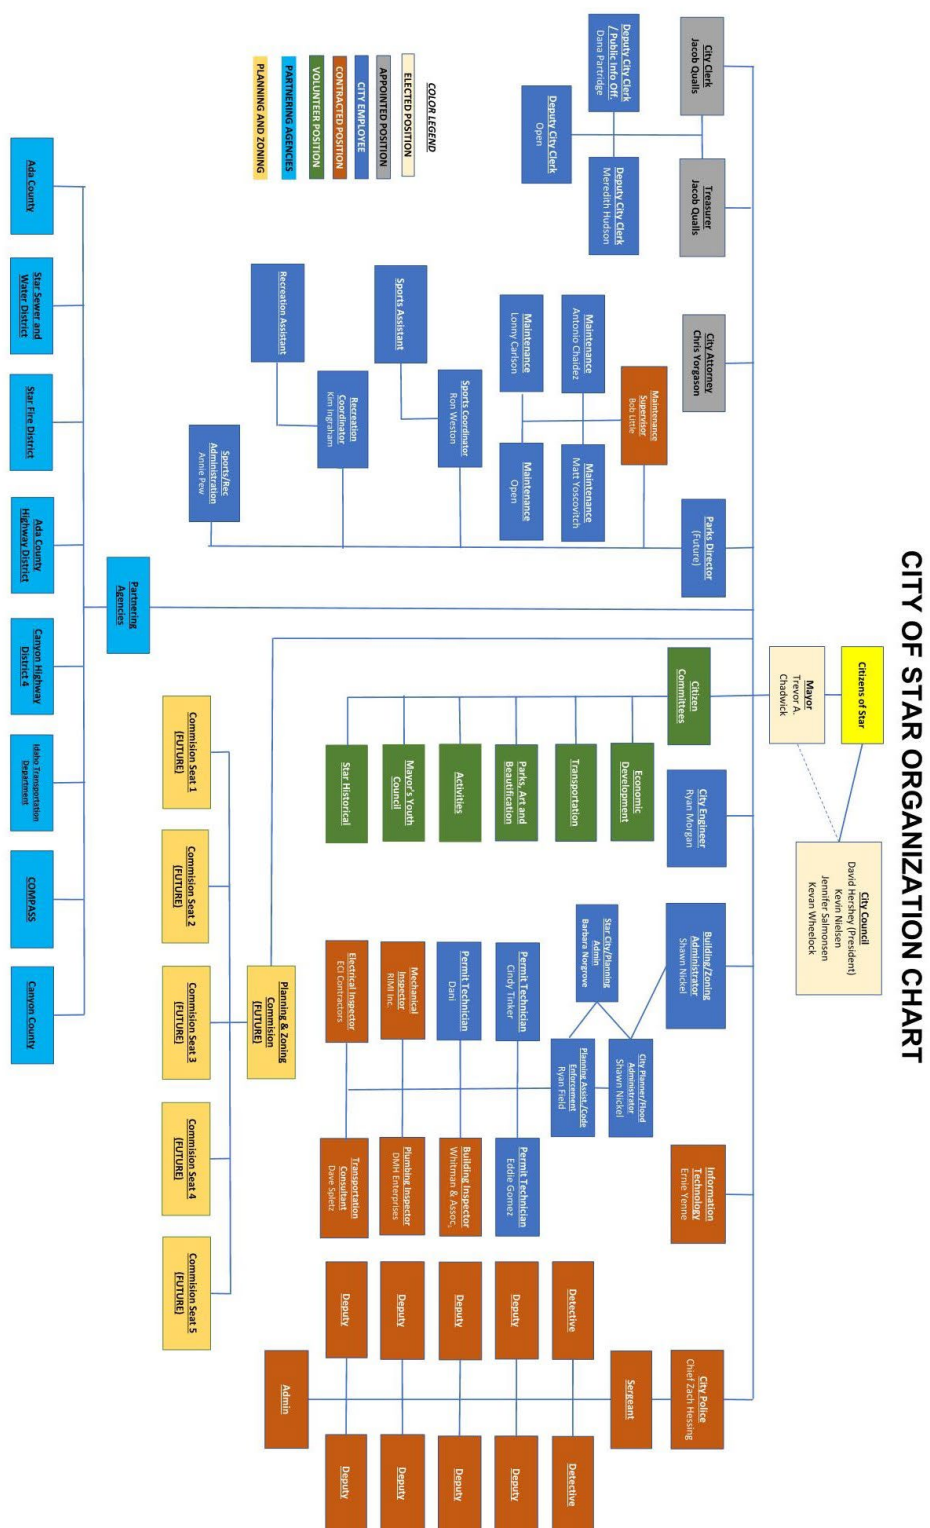 CITY OF STAR ORGANIZATION CHART
Citizens of Star
Mayor
Trevor A.
Chadwick
City Council
David Hershey (President)
Kevin Nielsen
Jennifer Salmonsen
Kevan Wheelock
City Clerk
Jacob Qualls
Treasurer
Jacob Qualls
City Attorney
Chris Yorgason
Parks Director
(Future)
Citizen
Committees
City Engineer
Ryan Morgan
Building/Zoning
Administrator
Shawn Nickel
Information
Technology
Ernie Yenne
City Police
Chief Zach Hessing
Deputy City Clerk
/ Public Info Off.
Dana Partridge
Deputy City Clerk
Meredith Hudson
Deputy City Clerk
Open
Maintenance
Supervisor
Bob Little
Maintenance
Antonio Chaidez
Maintenance
Matt Yoscovitch
Maintenance
Lonny Carlson
Maintenance
Open
Sports Coordinator
Ron Weston
Sports Assistant
Recreation
Coordinator
Kim Ingraham
Recreation Assistant
Sports/Rec
Administration
Annie Pew
Economic
Development
Transportation
Parks, Art and
Beautification
Activities
Mayor's Youth
Council
Star Historical
City Planner/Flood
Administrator
Shawn Nickel
Star City/Planning
Admin
Barbara Norgrove
Planning Assist./Code
Enforcement
Ryan Field
Permit Technician
Cindy Tinker
Permit Technician
Eddie Gomez
Permit Technician
Dani
Building Inspector
Whitman & Assoc,
Mechanical
Inspector
RIMI Inc.
Plumbing Inspector
DMH Enterprises
Electrical Inspector
ECI Contractors
Transportation
Consultant
Dave Spletz
Sergeant
Detective
Detective
Deputy
Deputy
Deputy
Deputy
Deputy
Deputy
Deputy
Deputy
Admin
COLOR LEGEND
ELECTED POSITION
APPOINTED POSITION
CITY EMPLOYEE
CONTRACTED POSITION
VOLUNTEER POSITION
PARTNERING AGENCIES
PLANNING AND ZONING
Planning & Zoning
Commision
(FUTURE)
Commision Seat 1
(FUTURE)
Commision Seat 2
(FUTURE)
Commision Seat 3
(FUTURE)
Commision Seat 4
(FUTURE)
Commision Seat 5
(FUTURE)
Partnering
Agencies
Ada County
Star Sewer and
Water District
Star Fire District
Ada County
Highway District
Canyon Highway
District 4
Idaho Transportation
Department
COMPASS
Canyon County